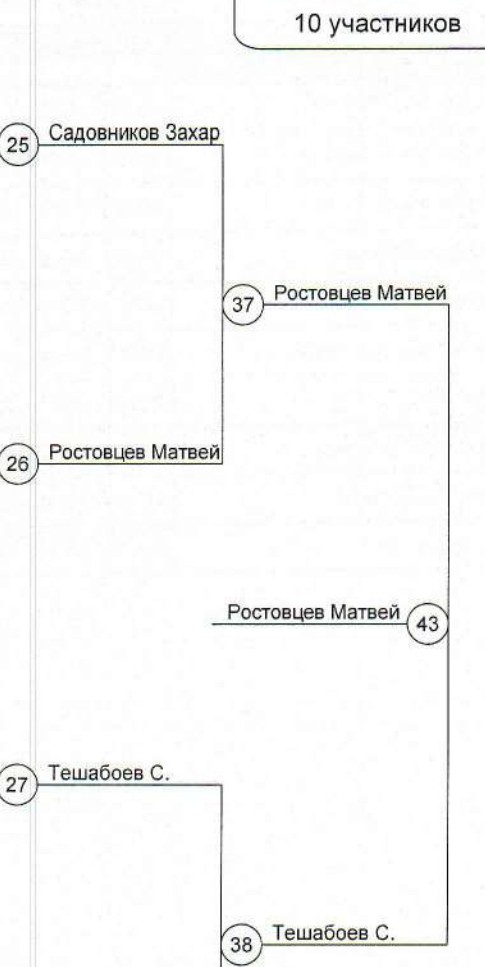 10 участников
25 Садовников Захар
37 Ростовцев Матвей
26 Ростовцев Матвей
Ростовцев Матвей 43
27 Тешабоев С.
38 Тешабоев С.